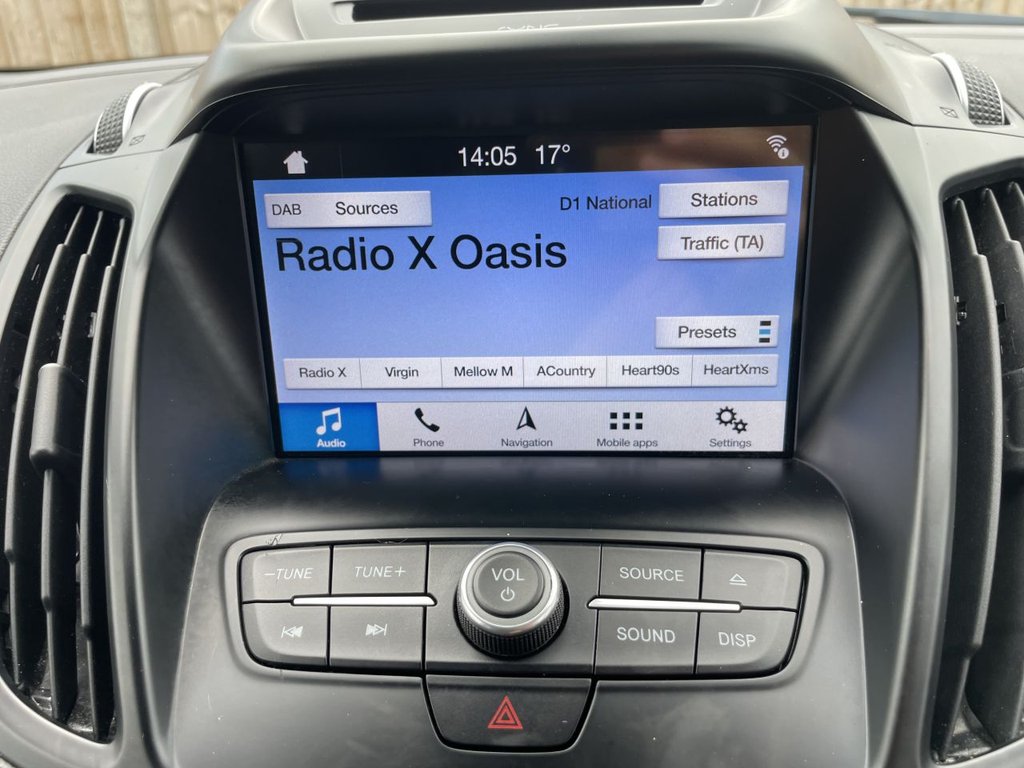 SYNC
14:05 17°
DAB Sources D1 National Stations
Radio X Oasis
Traffic (TA)
Presets
Radio X Virgin Mellow M ACountry Heart90s HeartXms
Audio Phone Navigation Mobile apps Settings
-TUNE TUNE+ VOL SOURCE
SOUND DISP